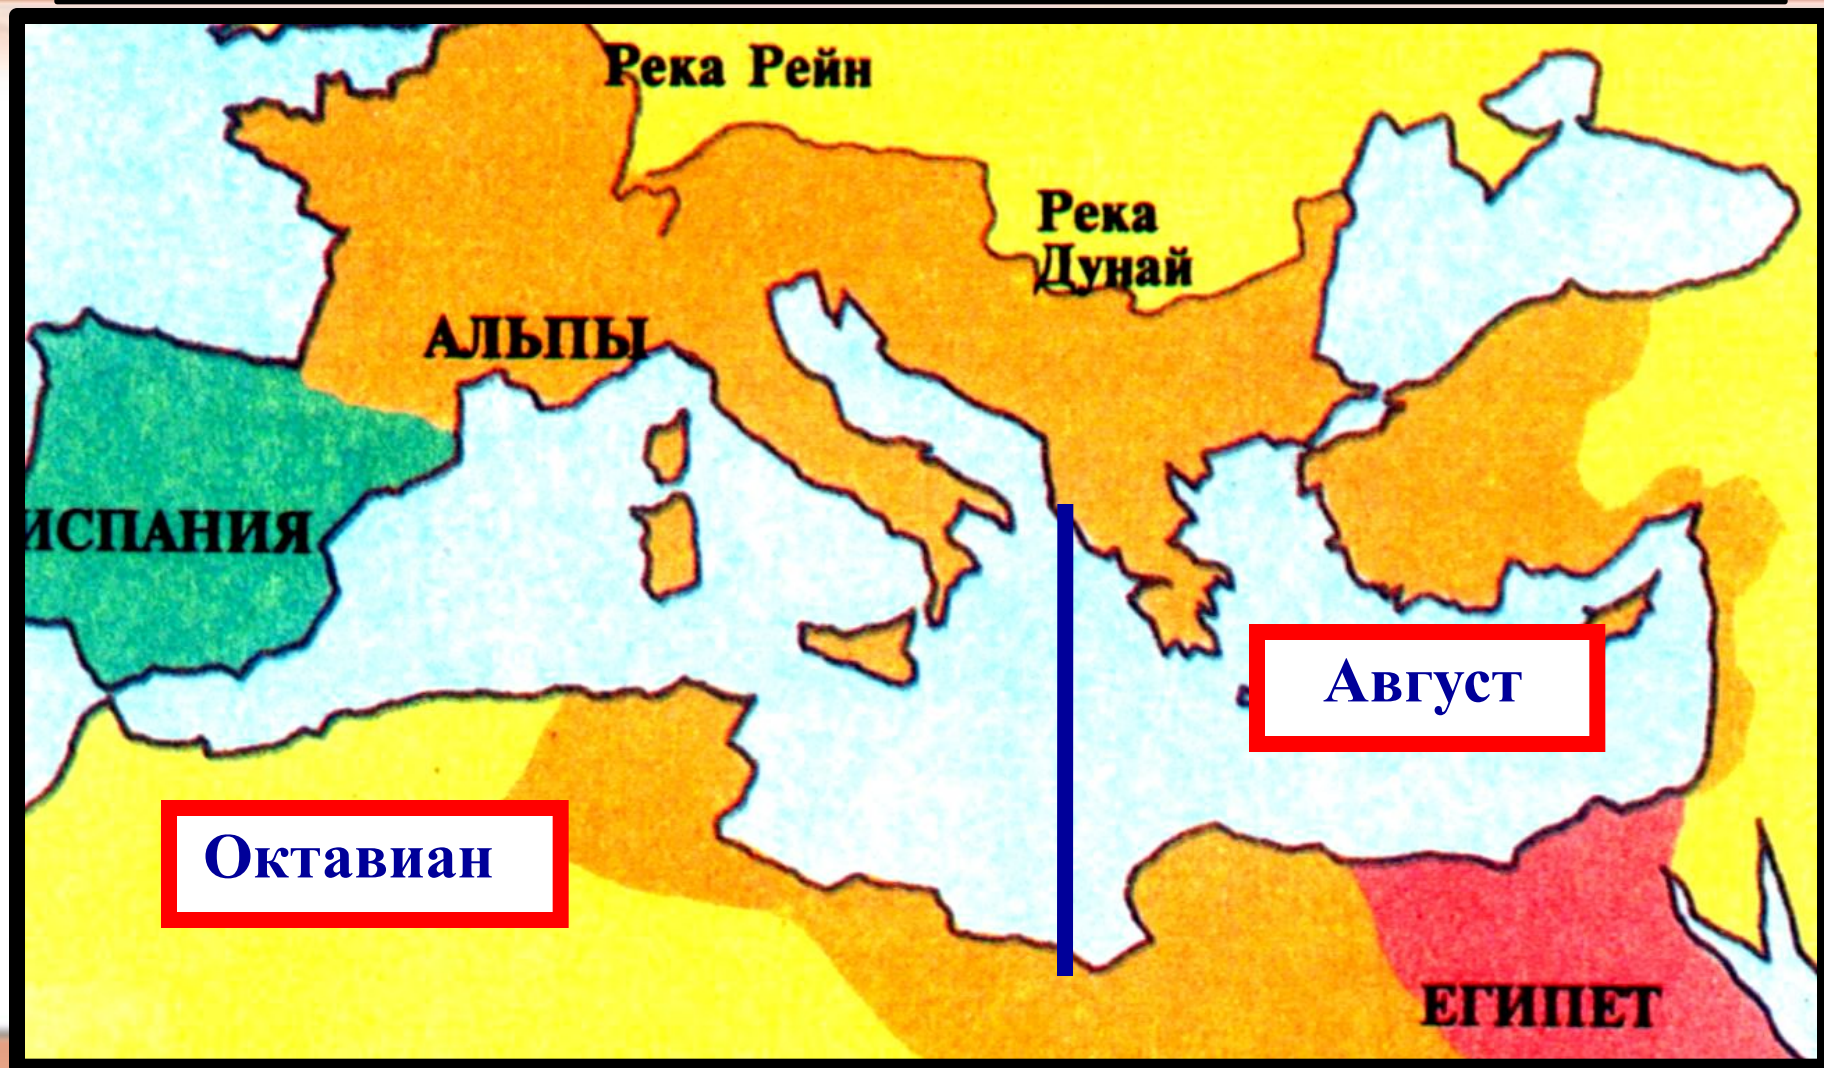 Река Рейн
Река
Дунай
АЛЬПЫ
ИСПАНИЯ
Август
Октавиан
ЕГИПЕТ